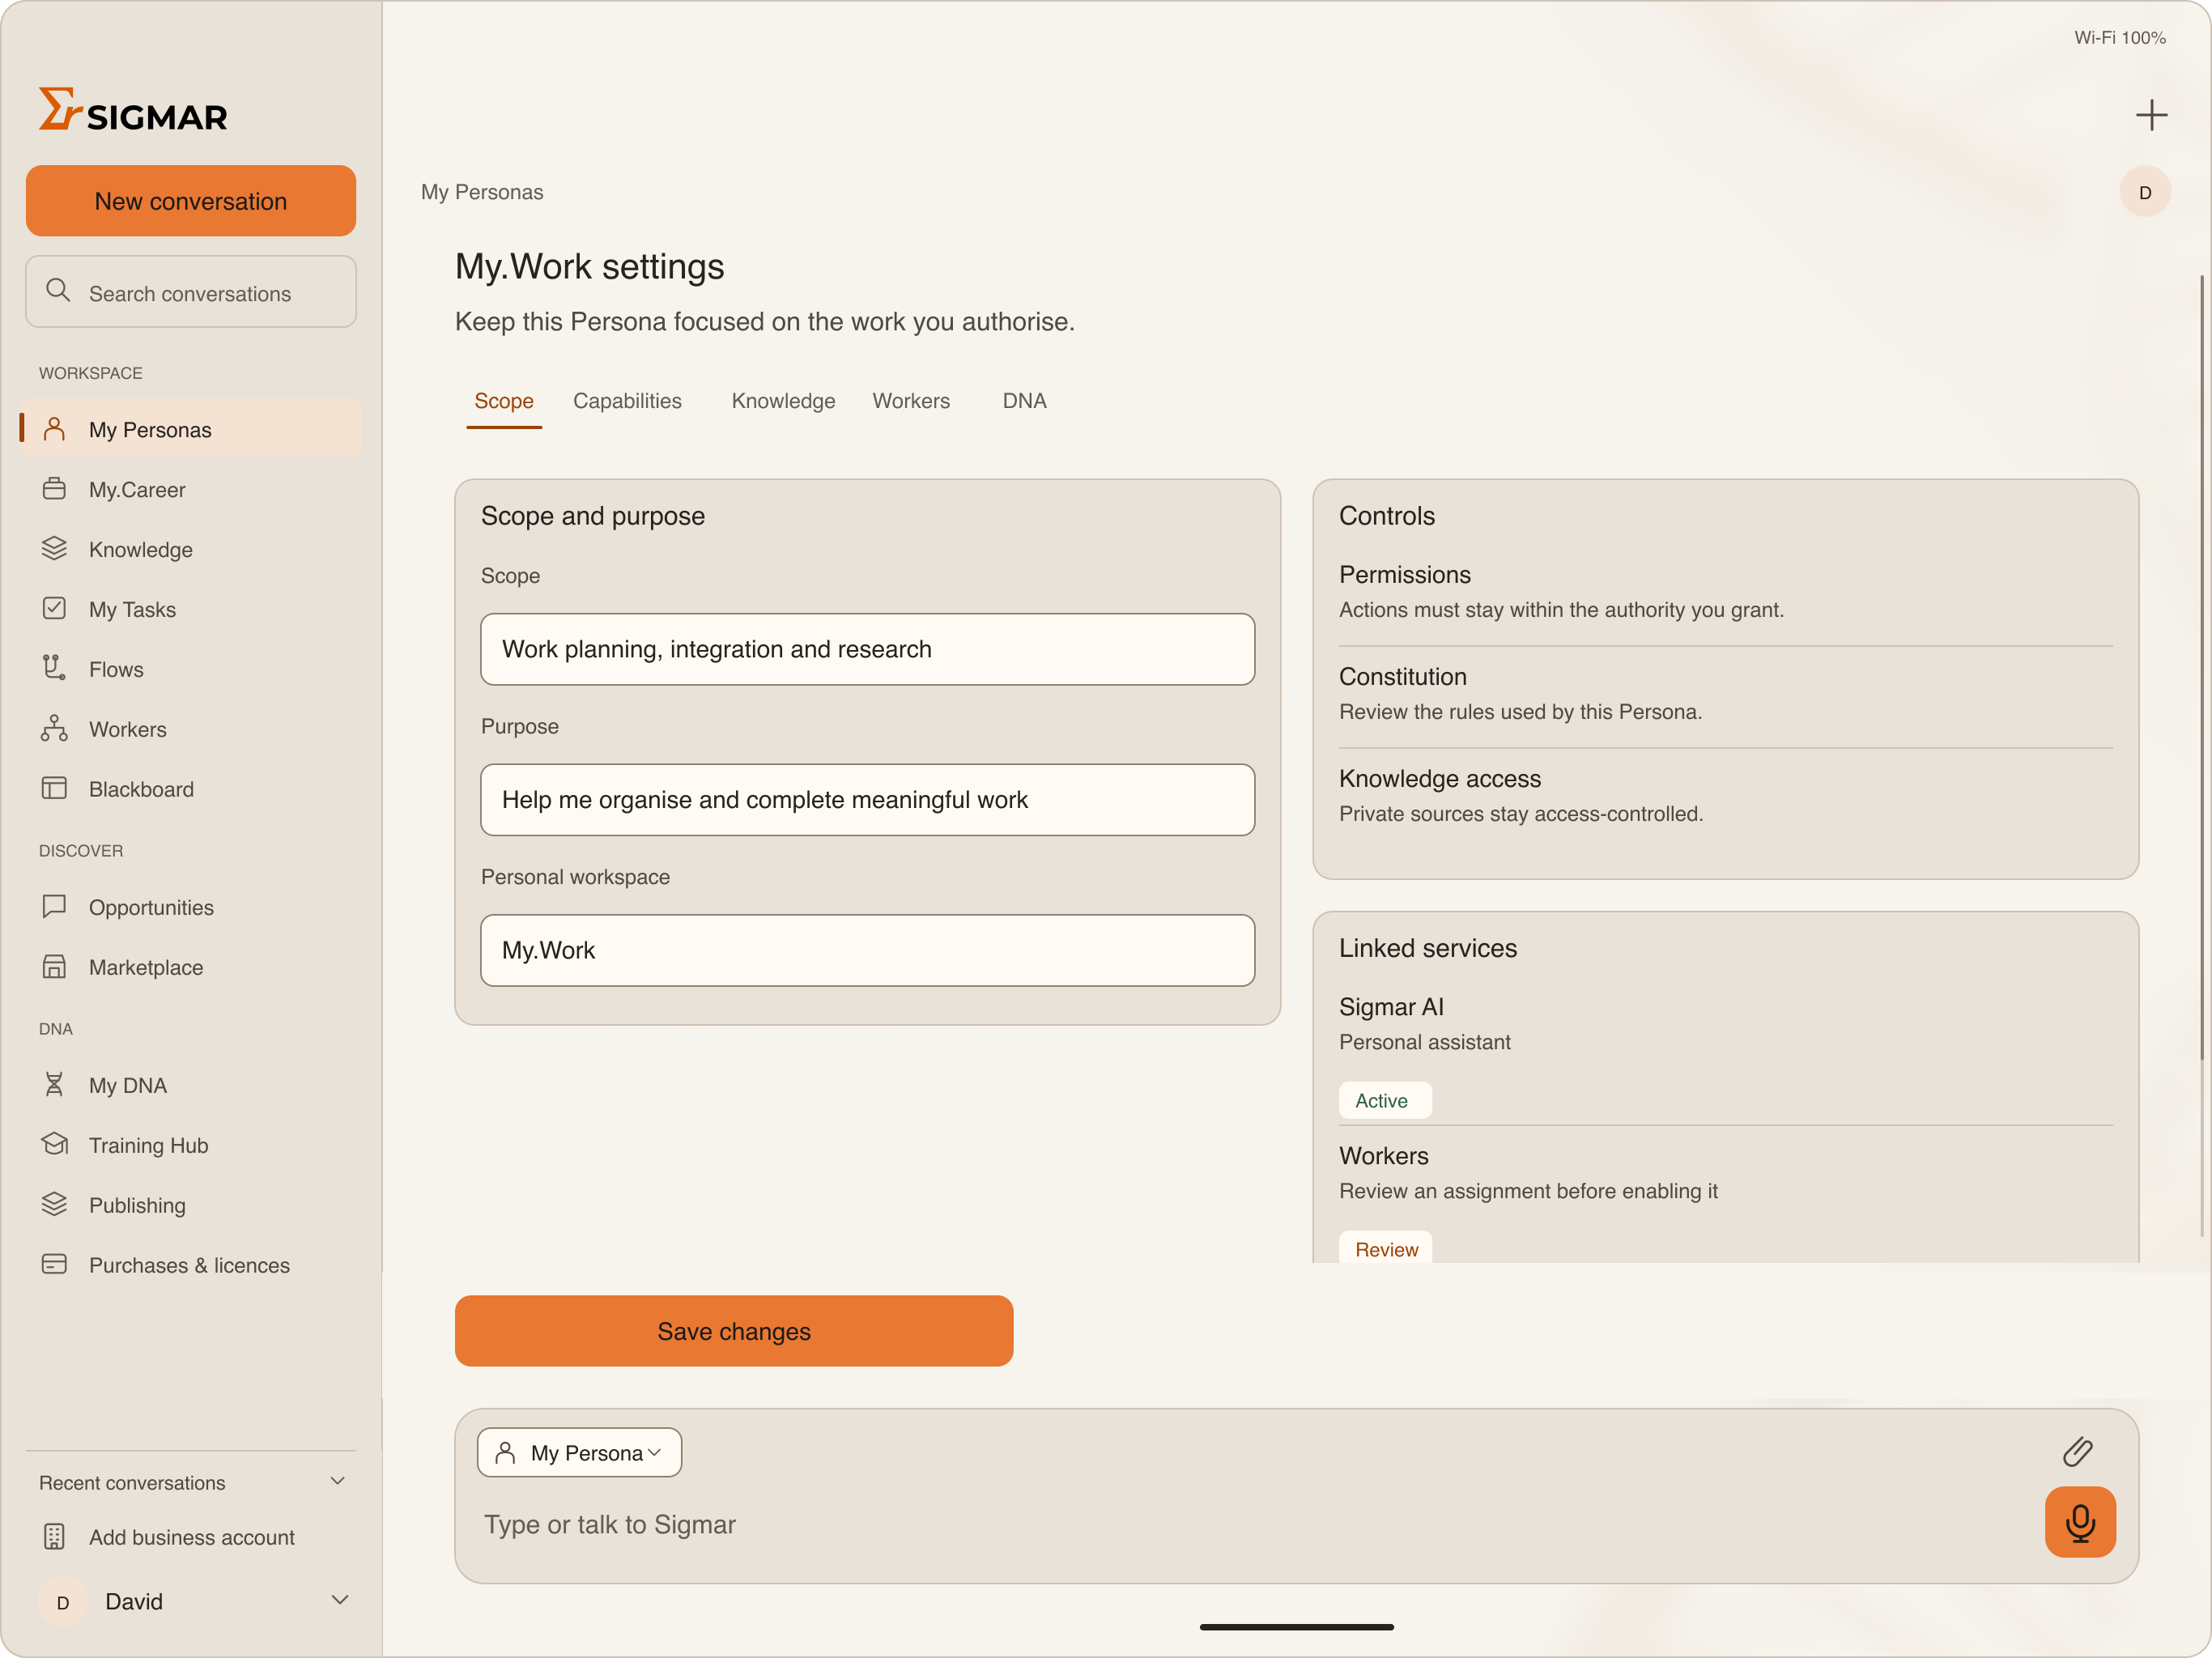 Wi-Fi 100%
SIGMAR
New conversation
Search conversations
WORKSPACE
My Personas
My.Career
Knowledge
My Tasks
Flows
Workers
Blackboard
DISCOVER
Opportunities
Marketplace
DNA
My DNA
Training Hub
Publishing
Purchases & licences
Recent conversations
Add business account
D
David
My Personas
D
My.Work settings
Keep this Persona focused on the work you authorise.
Scope
Capabilities
Knowledge
Workers
DNA
Scope and purpose
Scope
Work planning, integration and research
Purpose
Help me organise and complete meaningful work
Personal workspace
My.Work
Controls
Permissions
Actions must stay within the authority you grant.
Constitution
Review the rules used by this Persona.
Knowledge access
Private sources stay access-controlled.
Linked services
Sigmar AI
Personal assistant
Active
Workers
Review an assignment before enabling it
Review
Save changes
My Persona
Type or talk to Sigmar